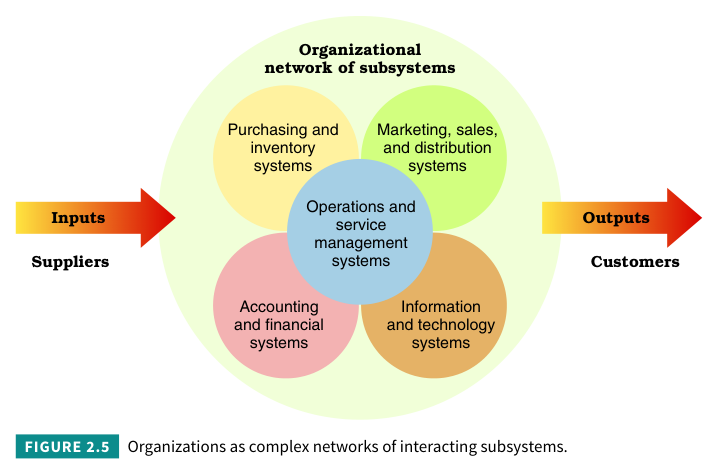 Organizational
network of subsystems
Purchasing and
inventory
systems
Marketing, sales,
and distribution
systems
Operations and
service
management
systems
Inputs
Suppliers
Outputs
Customers
Accounting
and financial
systems
Information
and technology
systems
FIGURE 2.5 Organizations as complex networks of interacting subsystems.